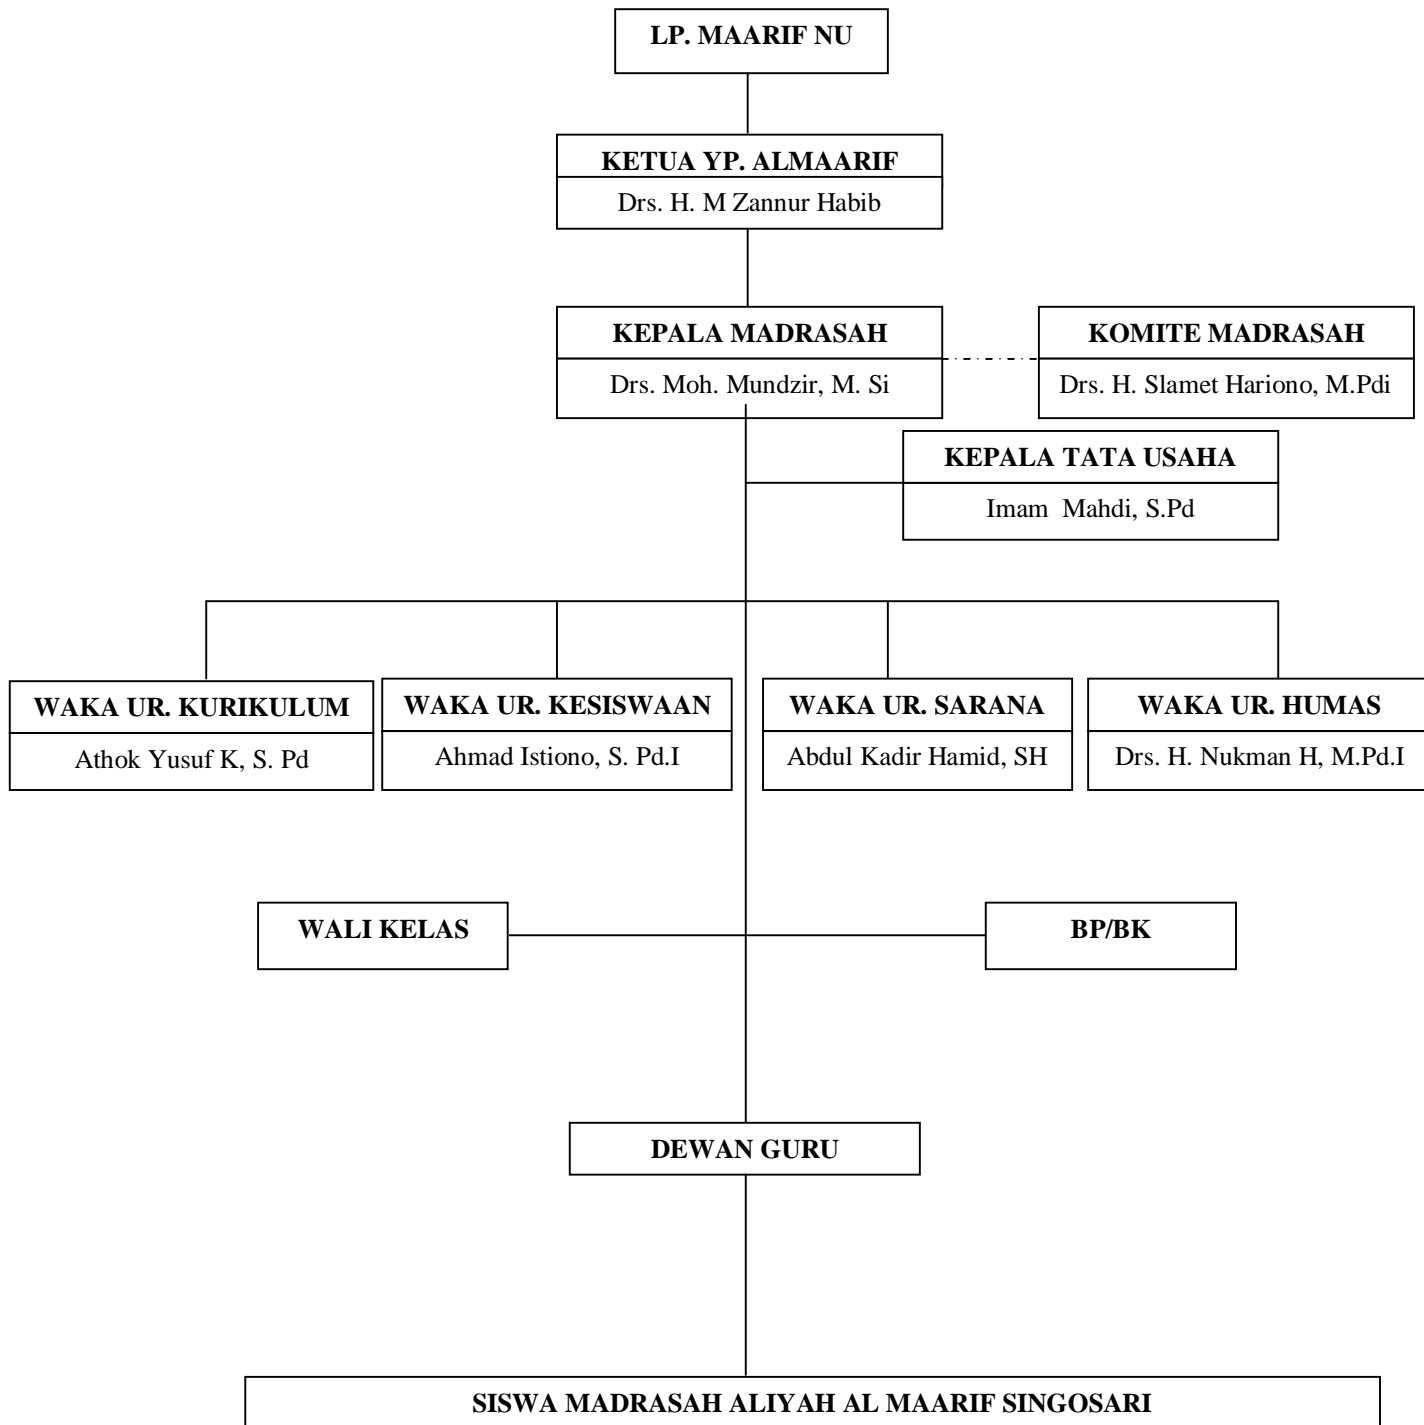 LP. MAARIF NU
KETUA YP. ALMAARIF
Drs. H. M Zannur Habib
KEPALA MADRASAH
Drs. Moh. Mundzir, M. Si
KOMITE MADRASAH
Drs. H. Slamet Hariono, M.Pdi
KEPALA TATA USAHA
Imam  Mahdi, S.Pd
WAKA UR. KURIKULUM
Athok Yusuf K, S. Pd
WAKA UR. KESISWAAN
Ahmad Istiono, S. Pd.I
WAKA UR. SARANA
Abdul Kadir Hamid, SH
WAKA UR. HUMAS
Drs. H. Nukman H, M.Pd.I
WALI KELAS
BP/BK
DEWAN GURU
SISWA MADRASAH ALIYAH AL MAARIF SINGOSARI